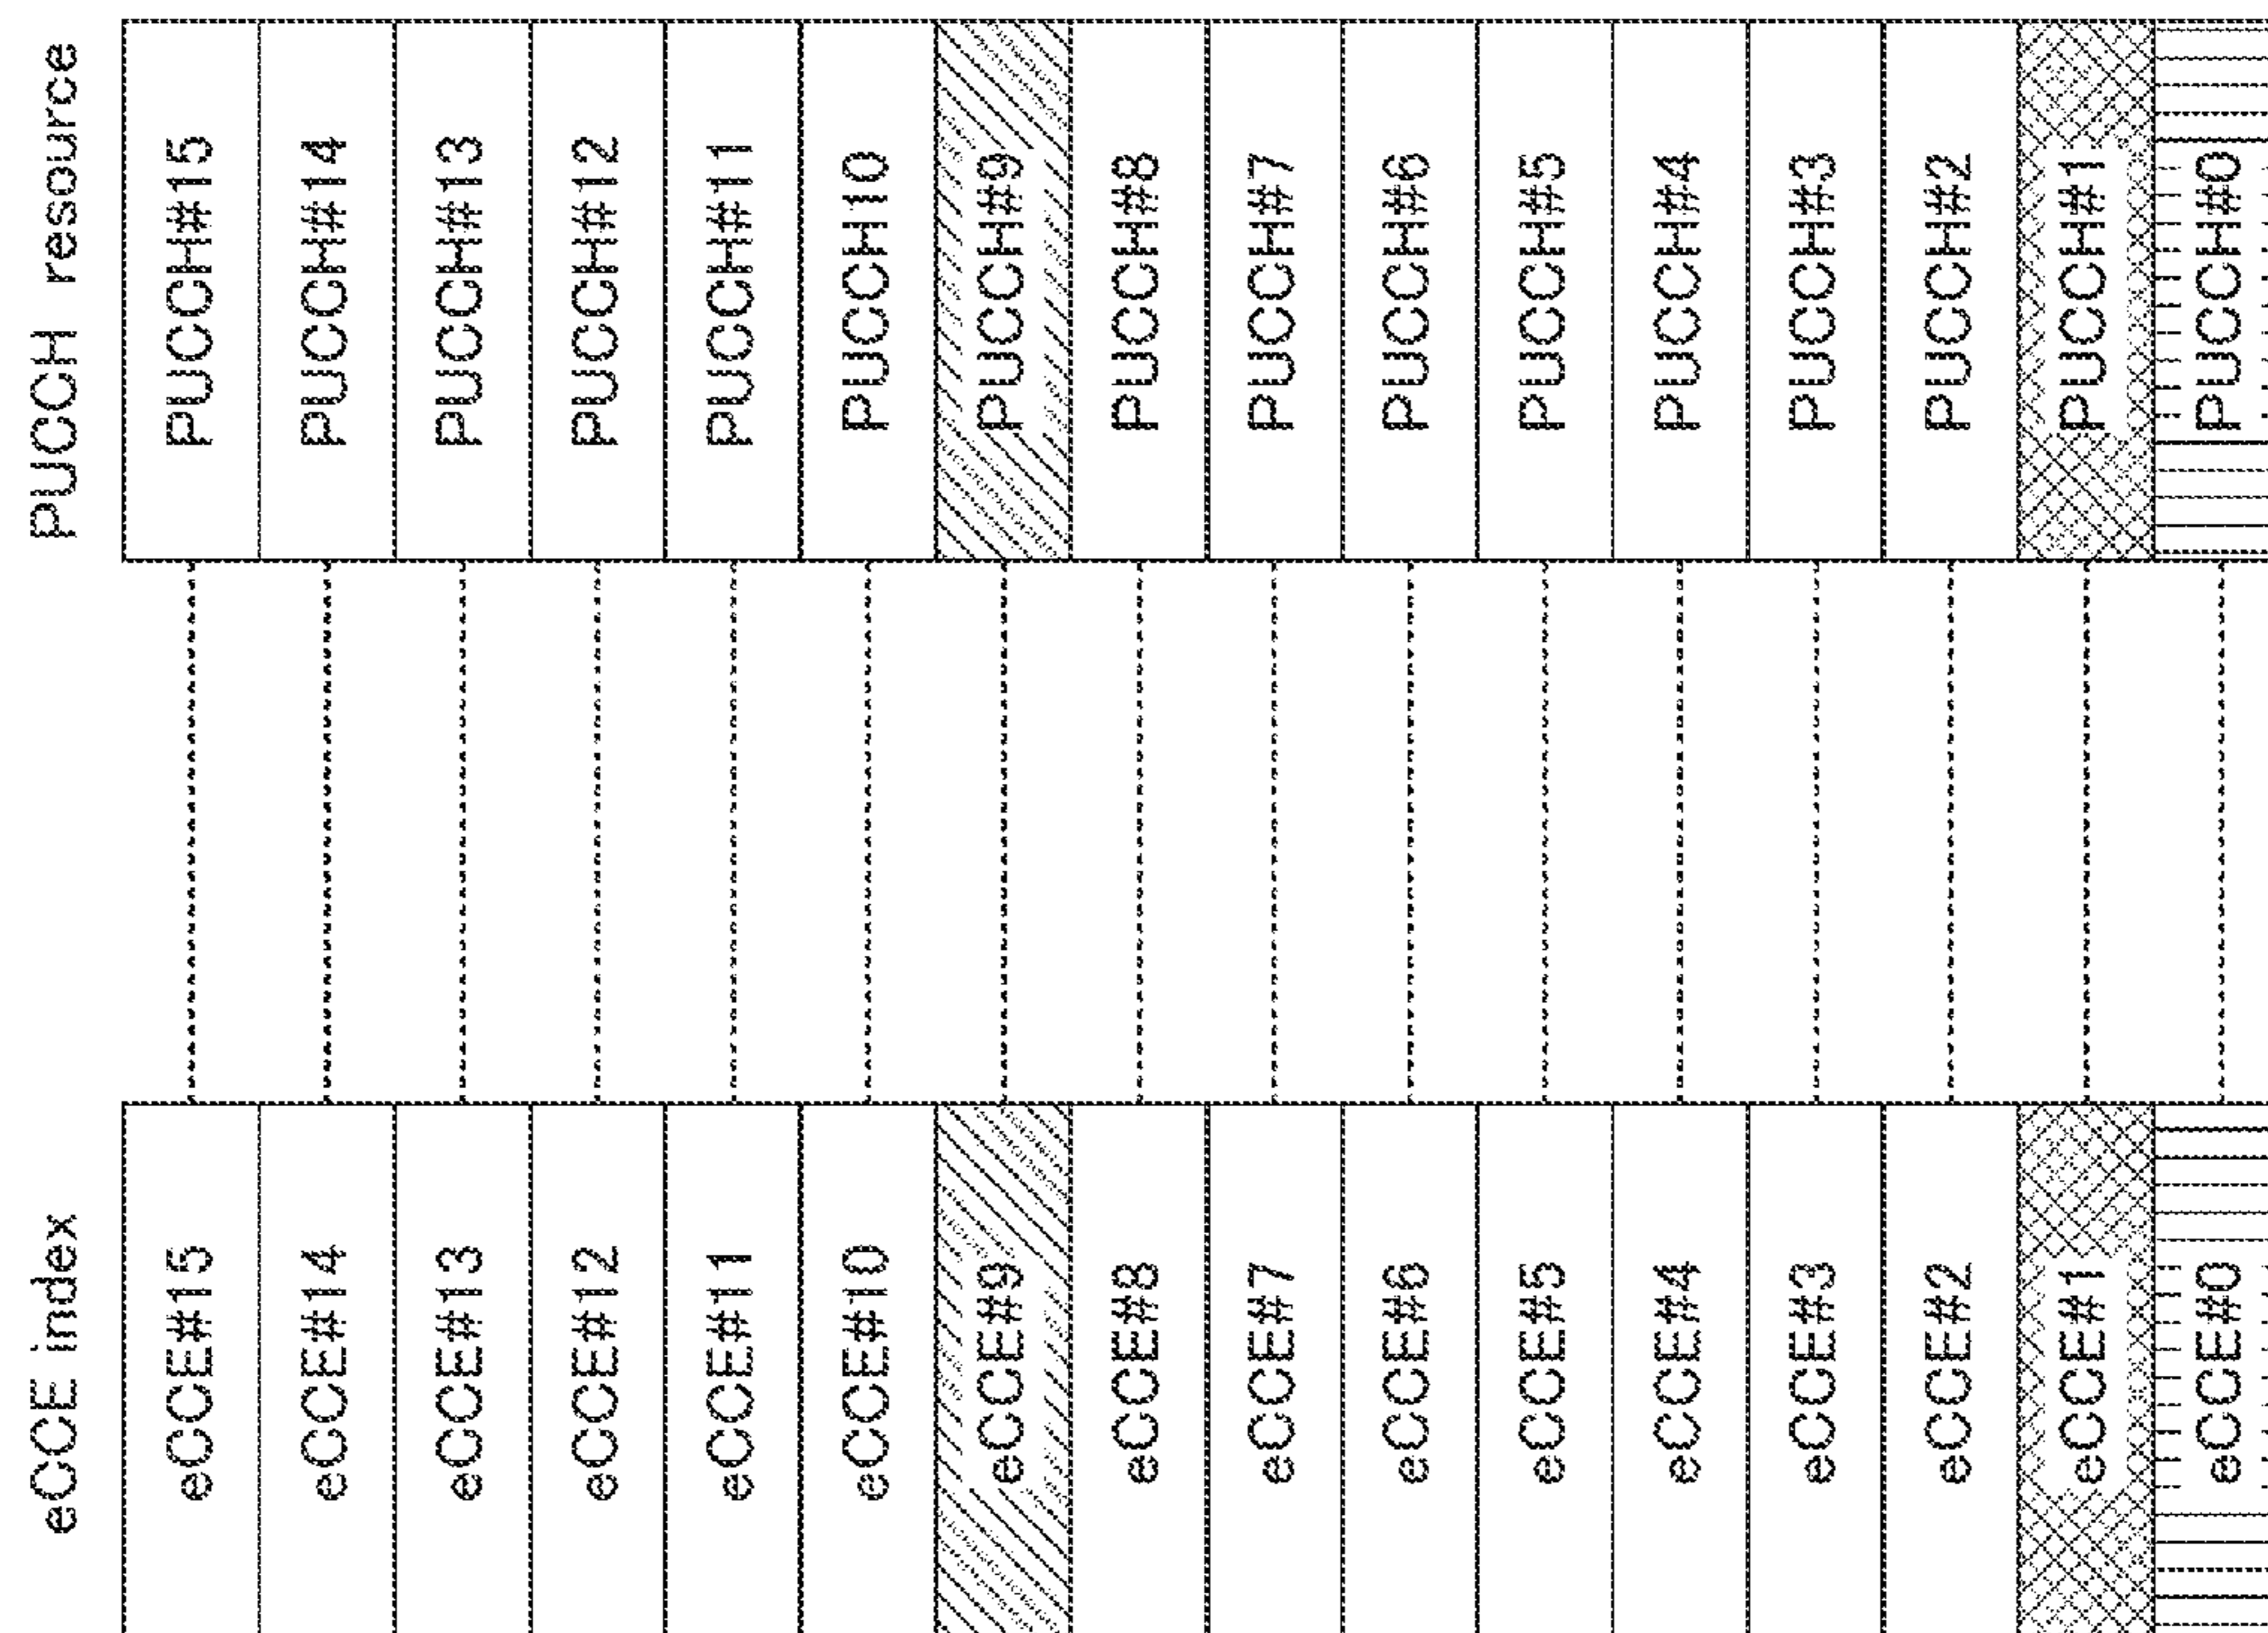 eCCE index PUCCH resource
eCCE#15 PUCCH#15
eCCE#14 PUCCH#14
eCCE#13 PUCCH#13
eCCE#12 PUCCH#12
eCCE#11 PUCCH#11
eCCE#10 PUCCH10
eCCE#9 PUCCH#9
eCCE#8 PUCCH#8
eCCE#7 PUCCH#7
eCCE#6 PUCCH#6
eCCE#5 PUCCH#5
eCCE#4 PUCCH#4
eCCE#3 PUCCH#3
eCCE#2 PUCCH#2
eCCE#1 PUCCH#1
eCCE#0 PUCCH#0